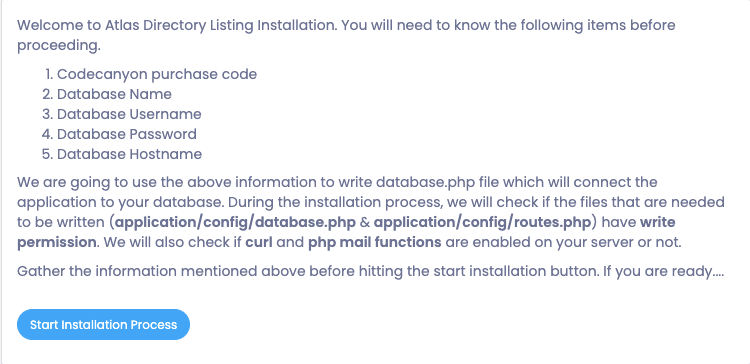 Welcome to Atlas Directory Listing Installation. You will need to know the following items before
proceeding.
1. Codecanyon purchase code
2. Database Name
3. Database Username
4. Database Password
5. Database Hostname
We are going to use the above information to write database.php file which will connect the
application to your database. During the installation process, we will check if the files that are needed
to be written (application/config/database.php & application/config/routes.php) have write
permission. We will also check if curl and php mail functions are enabled on your server or not.
Gather the information mentioned above before hitting the start installation button. If you are ready....
Start Installation Process